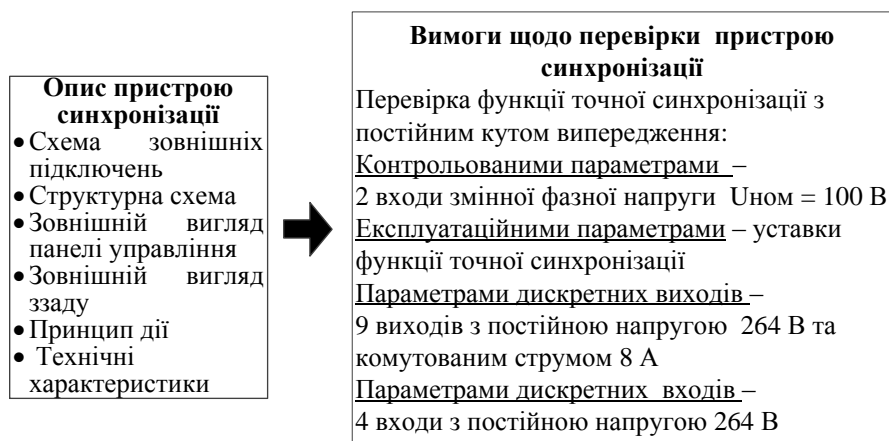 Опис пристрою
синхронізації
• Схема зовнішніх
підключень
• Структурна схема
• Зовнішній вигляд
панелі управління
• Зовнішній вигляд
ззаду
• Принцип дії
• Технічні
характеристики
Вимоги щодо перевірки пристрою
синхронізації
Перевірка функції точної синхронізації з
постійним кутом випередження:
Контрольованими параметрами –
2 входи змінної фазної напруги Uном = 100 В
Експлуатаційними параметрами – уставки
функції точної синхронізації
Параметрами дискретних виходів –
9 виходів з постійною напругою 264 В та
комутованим струмом 8 А
Параметрами дискретних входів –
4 входи з постійною напругою 264 В